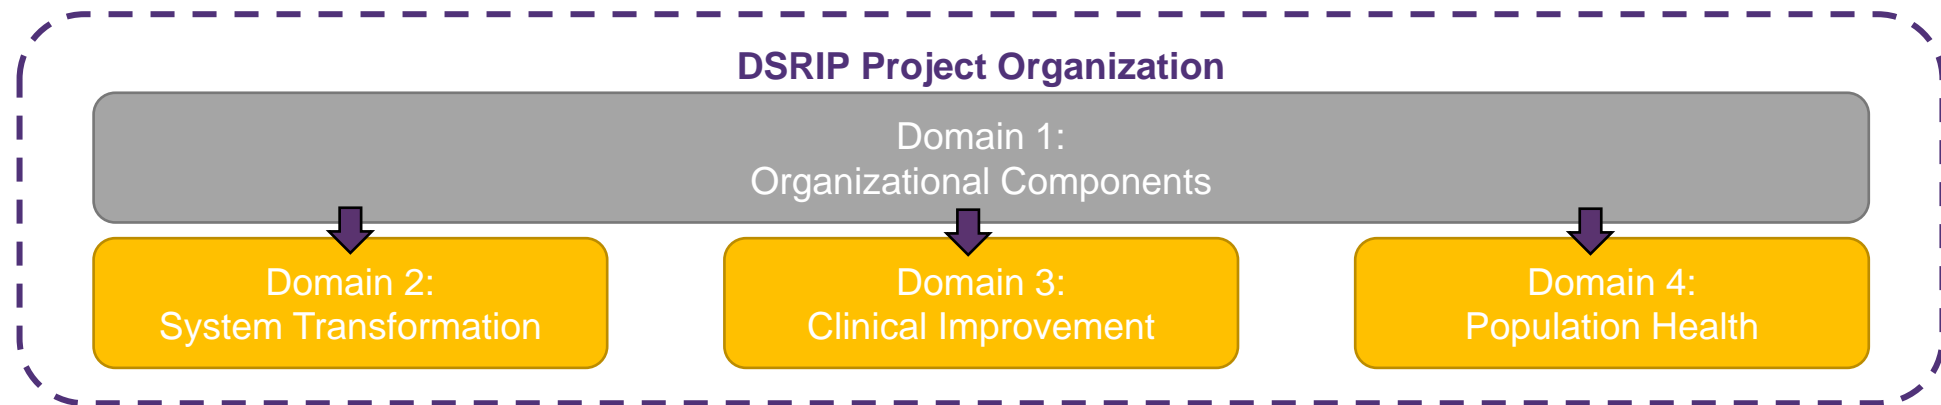 DSRIP Project Organization
Domain 1:
Organizational Components
Domain 2:
System Transformation
Domain 3:
Clinical Improvement
Domain 4:
Population Health